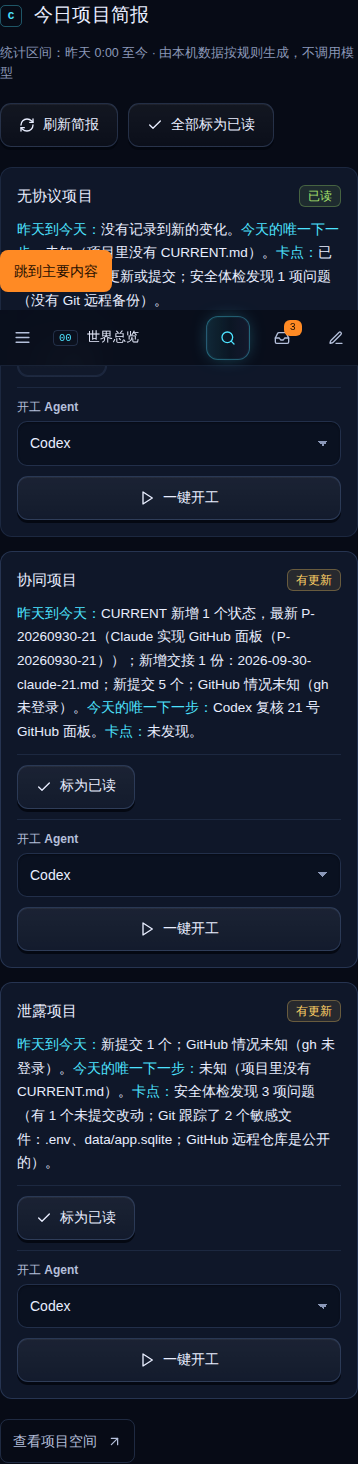 C 今日项目简报
统计区间：昨天 0:00 至今 · 由本机数据按规则生成，不调用模
型
刷新简报 全部标为已读
无协议项目 已读
昨天到今天：没有记录到新的变化。今天的唯一下一
未知（项目里没有 CURRENT.md）。卡点：已
跳到主要内容
更新或提交；安全体检发现 1 项问题
（没有 Git 远程备份）。
00 世界总览 3
开工 Agent
Codex
一键开工
协同项目 有更新
昨天到今天：CURRENT 新增 1 个状态，最新 P-
20260930-21（Claude 实现 GitHub 面板（P-
20260930-21））；新增交接 1 份：2026-09-30-
claude-21.md；新提交 5 个；GitHub 情况未知（gh
未登录）。今天的唯一下一步：Codex 复核 21 号
GitHub 面板。卡点：未发现。
标为已读
开工 Agent
Codex
一键开工
泄露项目 有更新
昨天到今天：新提交 1 个；GitHub 情况未知（gh 未
登录）。今天的唯一下一步：未知（项目里没有
CURRENT.md）。卡点：安全体检发现 3 项问题
（有 1 个未提交改动；Git 跟踪了 2 个敏感文
件：.env、data/app.sqlite；GitHub 远程仓库是公开
的）。
标为已读
开工 Agent
Codex
一键开工
查看项目空间